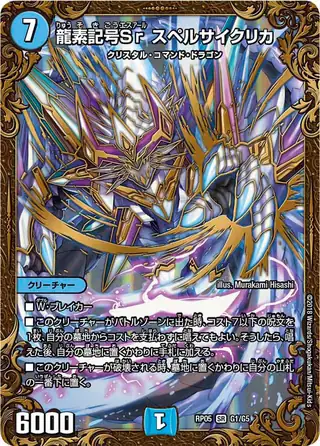 7
りゅうそきごうエスアール
龍素記号Sr スペルサイクリカ
クリスタル・コマンド・ドラゴン
illus. Murakami Hisashi
クリーチャー
■W・ブレイカー
■このクリーチャーがバトルゾーンに出た時、コスト7以下の呪文を
1枚、自分の墓地からコストを支払わずに唱えてもよい。そうしたら、唱
えた後、自分の墓地に置くかわりに手札に加える。
■このクリーチャーが破壊される時、自分の墓地に置くかわりに自分の山札
の一番下に置く。
6000
1
RP05 SR G1/G5
©2018 Wizards/Shogakukan/Mitsui-Kids